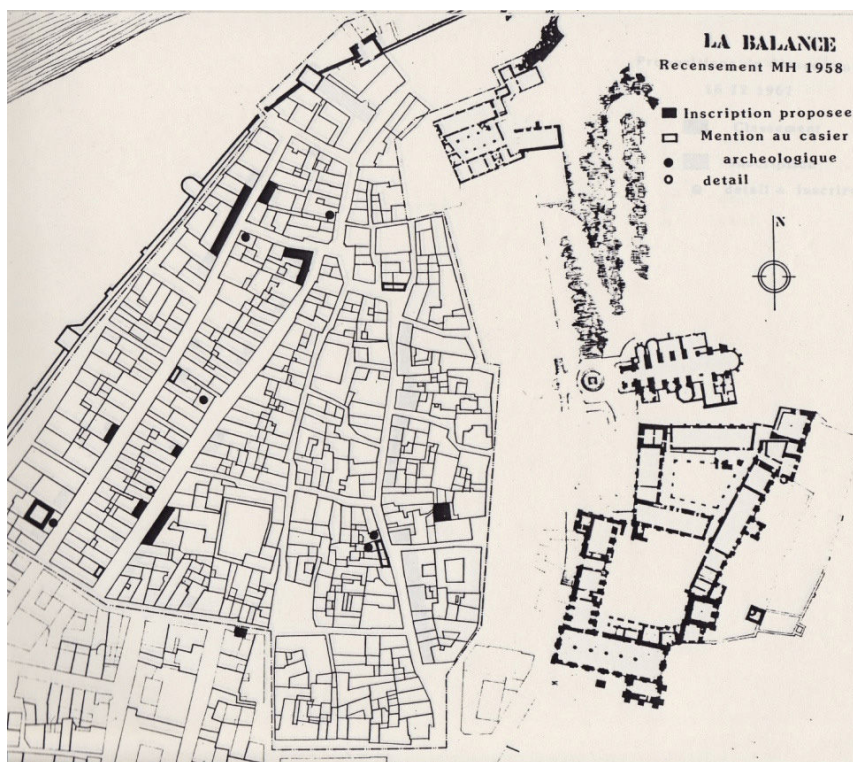 LA BALANCE
Recensement MH 1958
Inscription proposee
Mention au casier
archeologique
detail
N